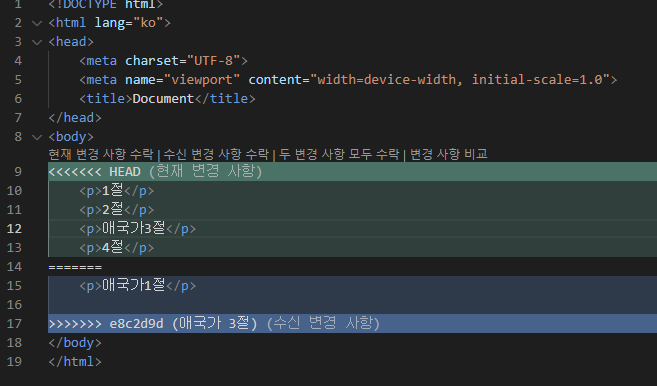 1 <!DOCTYPE html>
2 <html lang="ko">
3 <head>
4 <meta charset="UTF-8">
5 <meta name="viewport" content="width=device-width, initial-scale=1.0">
6 <title>Document</title>
7 </head>
8 <body>
현재 변경 사항 수락 | 수신 변경 사항 수락 | 두 변경 사항 모두 수락 | 변경 사항 비교
9 <<<<<<< HEAD (현재 변경 사항)
10 <p>1절</p>
11 <p>2절</p>
12 <p>애국가3절</p>
13 <p>4절</p>
14 =======
15 <p>애국가1절</p>
16
17 >>>>>>> e8c2d9d (애국가 3절) (수신 변경 사항)
18 </body>
19 </html>